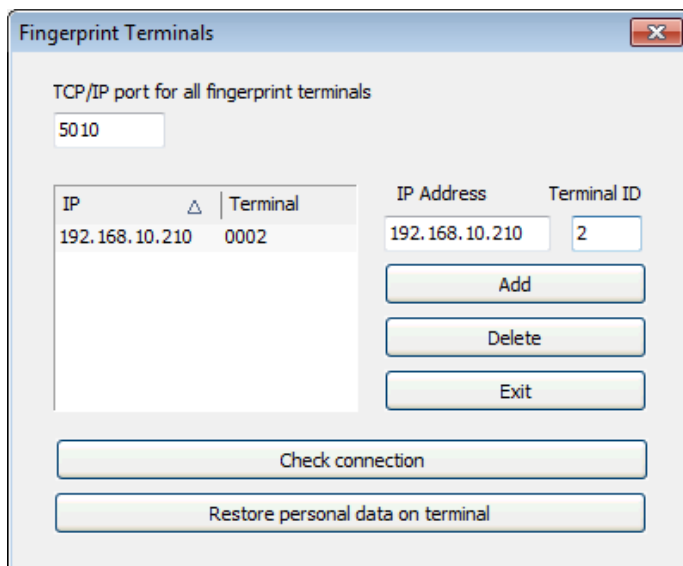 Fingerprint Terminals
TCP/IP port for all fingerprint terminals
5010
IP Terminal
192.168.10.210 0002
IP Address Terminal ID
192.168.10.210 2
Add
Delete
Exit
Check connection
Restore personal data on terminal